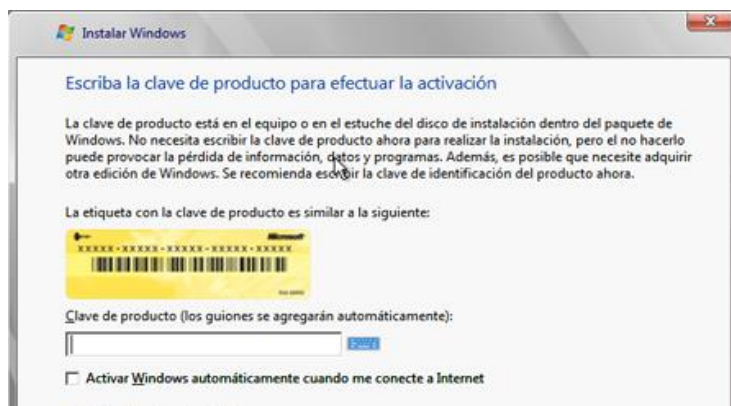 Instalar Windows
Escriba la clave de producto para efectuar la activación
La clave de producto está en el equipo o en el estuche del disco de instalación dentro del paquete de
Windows. No necesita escribir la clave de producto ahora para realizar la instalación, pero el no hacerlo
puede provocar la pérdida de información, datos y programas. Además, es posible que necesite adquirir
otra edición de Windows. Se recomienda escribir la clave de identificación del producto ahora.
La etiqueta con la clave de producto es similar a la siguiente:
Microsoft
XXXXX-XXXXX-XXXXX-XXXXX-XXXXX
Clave de producto (los guiones se agregarán automáticamente):
Activar Windows automáticamente cuando me conecte a Internet